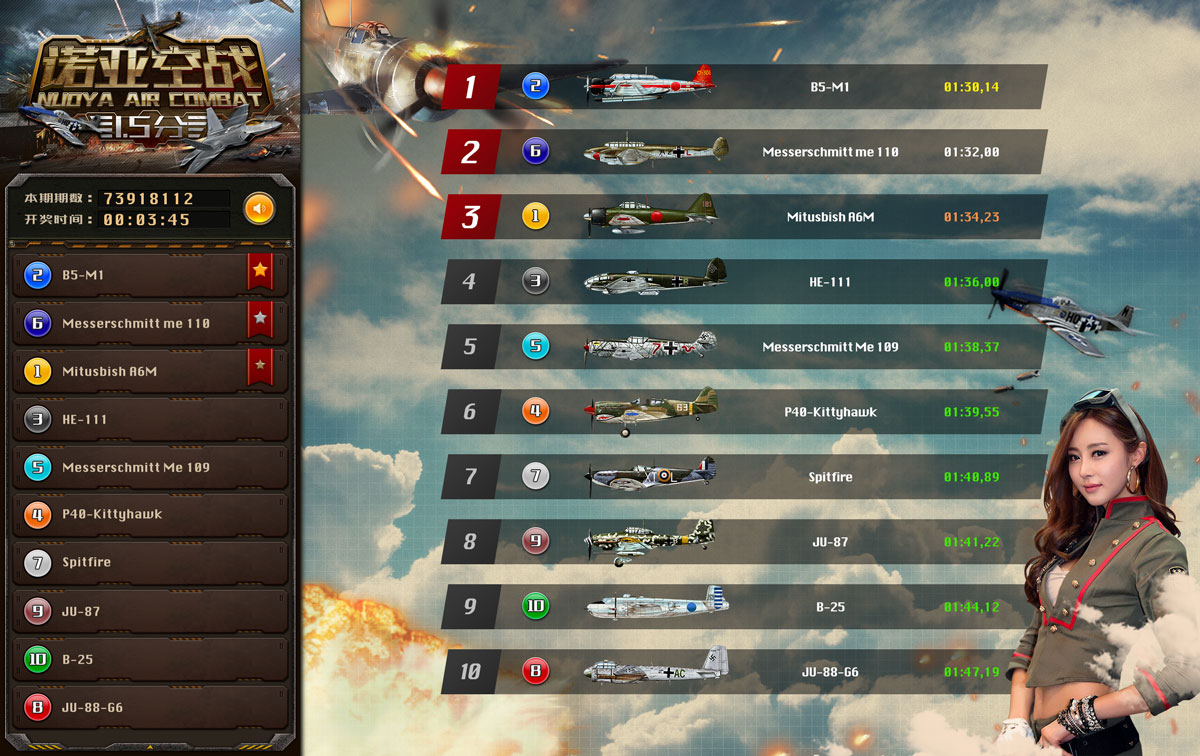 诺亚空战
NUOYA AIR COMBAT
1.5分
本期期数: 73918112
开奖时间: 00:03:45
2 B5-M1
6 Messerschmitt me 110
1 Mitusbish A6M
3 HE-111
5 Messerschmitt Me 109
4 P40-Kittyhawk
7 Spitfire
9 JU-87
10 B-25
8 JU-88-G6
1 2 B5-M1 01:30,14
2 6 Messerschmitt me 110 01:32,00
3 1 Mitusbish A6M 01:34,23
4 3 HE-111 01:36,00
5 5 Messerschmitt Me 109 01:38,37
6 4 P40-Kittyhawk 01:39,55
63
7 7 Spitfire 01:40,89
8 9 JU-87 01:41,22
9 10 B-25 01:44,12
10 8 JU-88-G6 01:47,19
AC